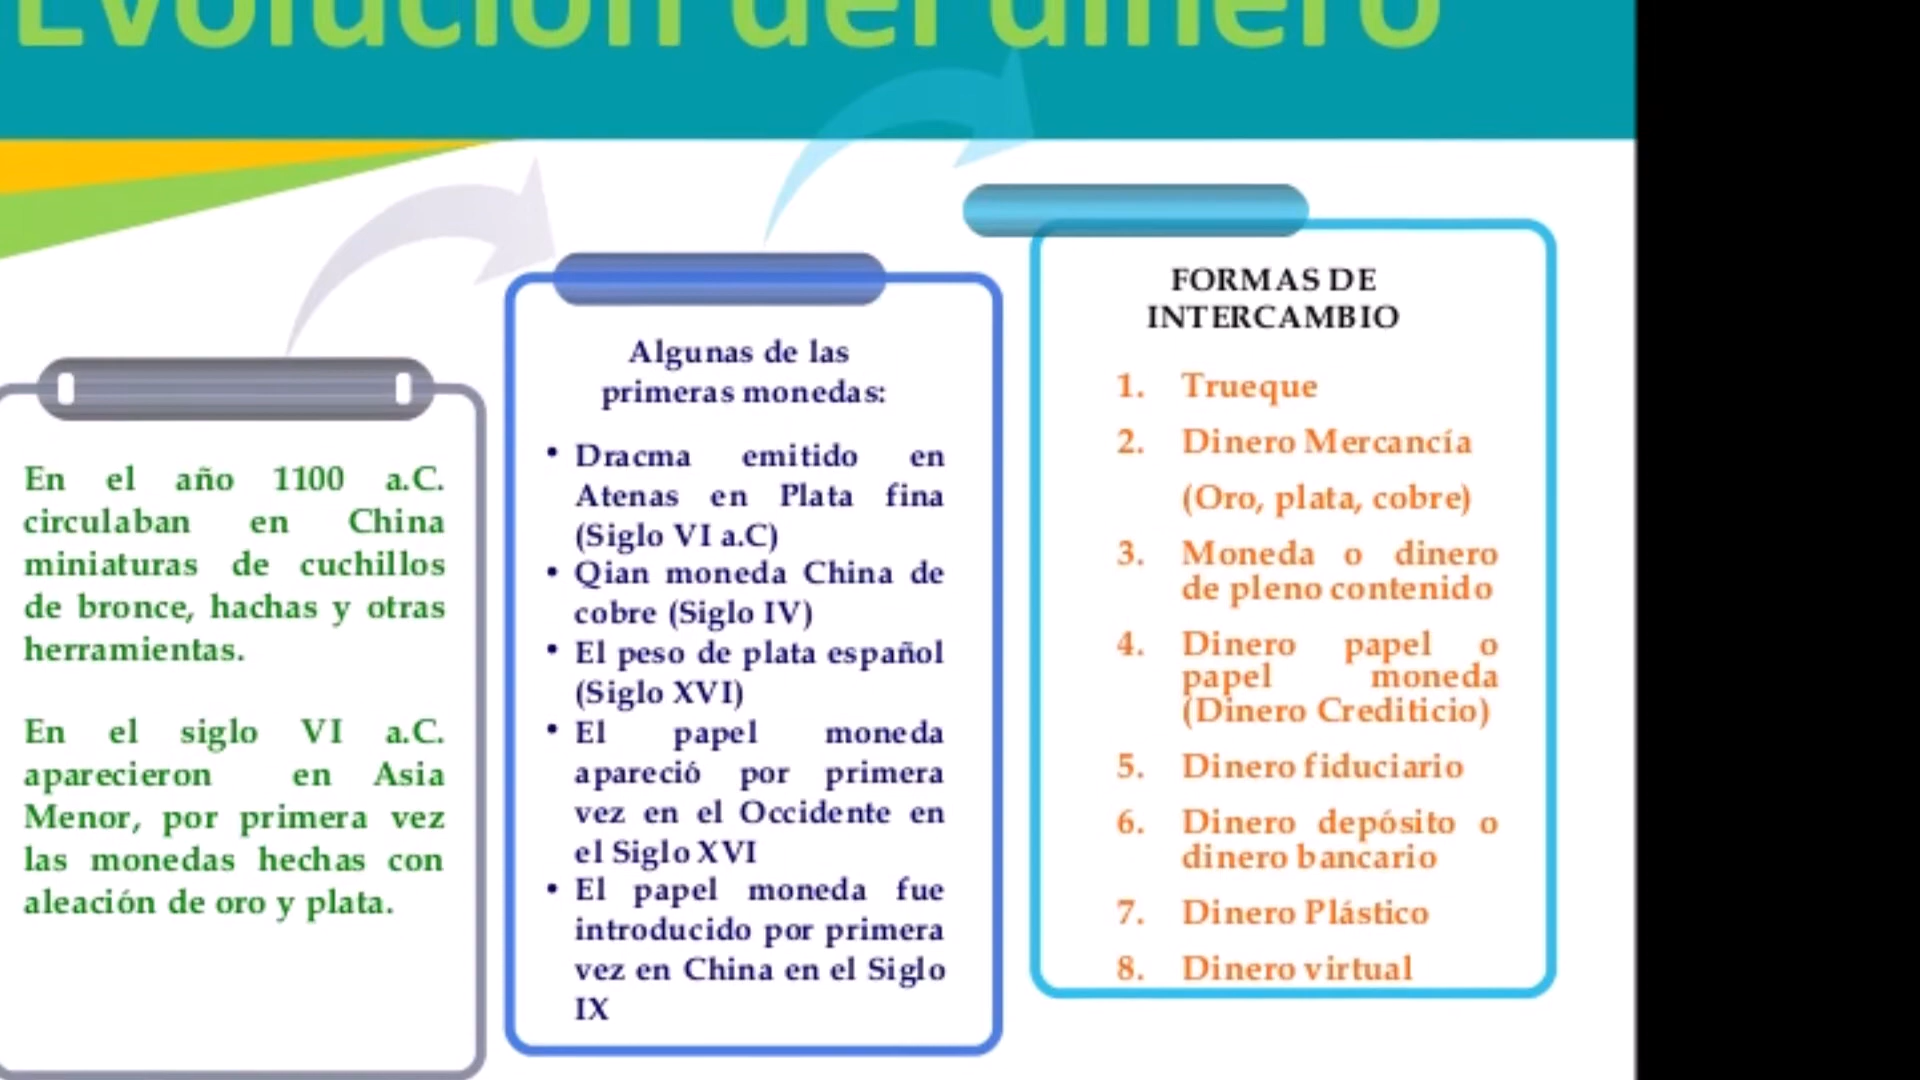 Evolución del dinero
En el año 1100 a.C.
circulaban en China
miniaturas de cuchillos
de bronce, hachas y otras
herramientas.
En el siglo VI a.C.
aparecieron en Asia
Menor, por primera vez
las monedas hechas con
aleación de oro y plata.
Algunas de las
primeras monedas:
• Dracma emitido en
Atenas en Plata fina
(Siglo VI a.C)
• Qian moneda China de
cobre (Siglo IV)
• El peso de plata español
(Siglo XVI)
• El papel moneda
apareció por primera
vez en el Occidente en
el Siglo XVI
• El papel moneda fue
introducido por primera
vez en China en el Siglo
IX
FORMAS DE
INTERCAMBIO
1. Trueque
2. Dinero Mercancía
(Oro, plata, cobre)
3. Moneda o dinero
de pleno contenido
4. Dinero papel o
papel moneda
(Dinero Crediticio)
5. Dinero fiduciario
6. Dinero depósito o
dinero bancario
7. Dinero Plástico
8. Dinero virtual